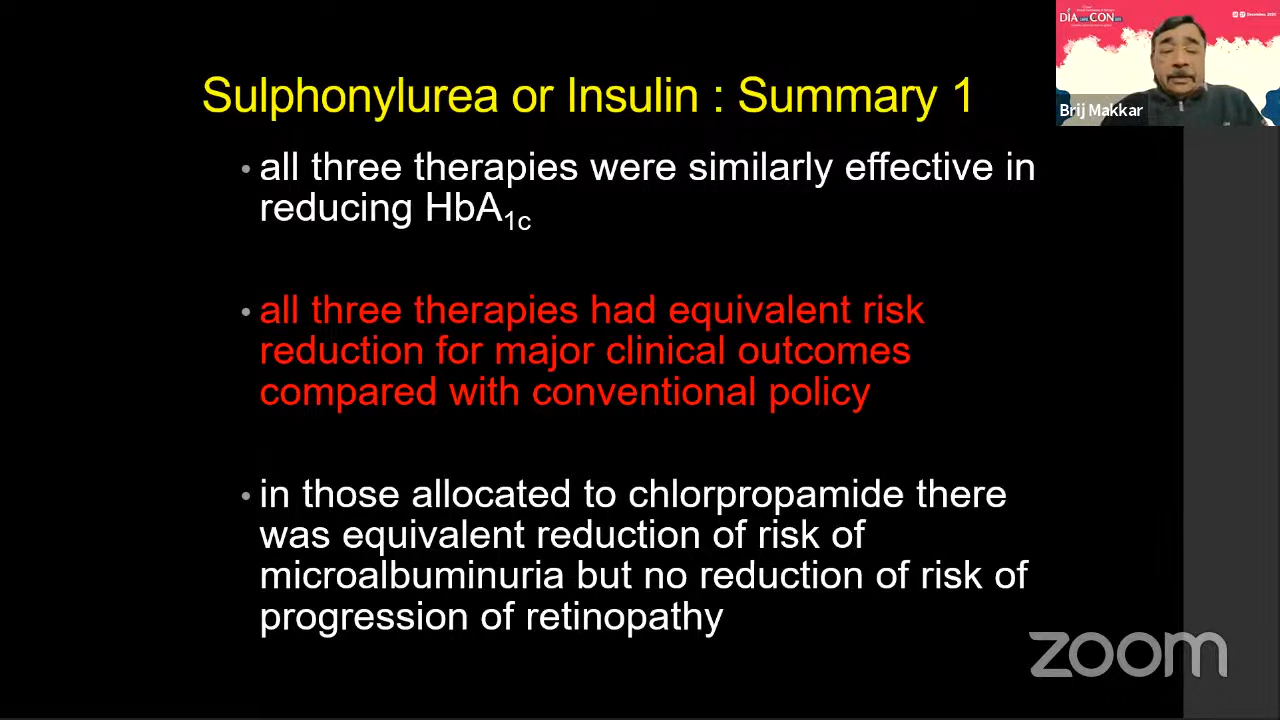 DIA CON
Brij Makkar
Sulphonylurea or Insulin : Summary 1
• all three therapies were similarly effective in
reducing HbA1c
• all three therapies had equivalent risk
reduction for major clinical outcomes
compared with conventional policy
• in those allocated to chlorpropamide there
was equivalent reduction of risk of
microalbuminuria but no reduction of risk of
progression of retinopathy
zoom